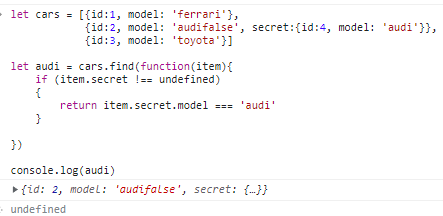 let cars = [{id:1, model: 'ferrari'},
{id:2, model: 'audifalse', secret:{id:4, model: 'audi'}},
{id:3, model: 'toyota'}]
let audi = cars.find(function(item){
if (item.secret !== undefined)
{
return item.secret.model === 'audi'
}
})
console.log(audi)
▶{id: 2, model: 'audifalse', secret: {…}}
undefined